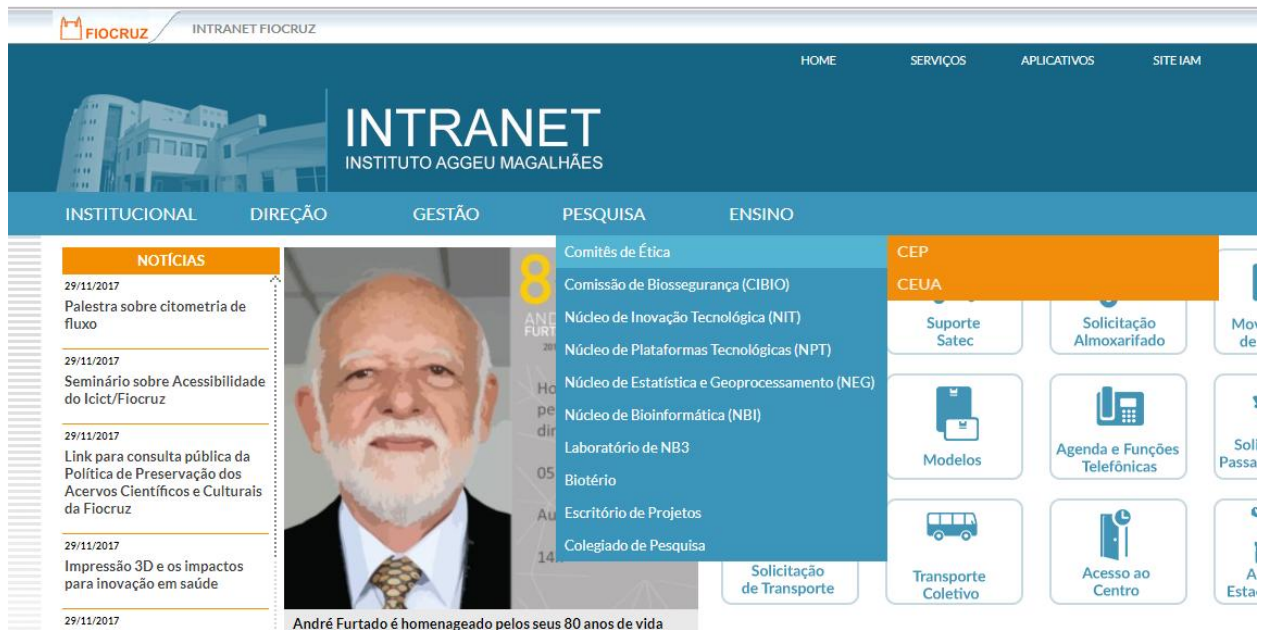 FIOCRUZ
INTRANET FIOCRUZ
HOME
SERVIÇOS
APLICATIVOS
SITE IAM
INTRANET
INSTITUTO AGGEU MAGALHÃES
INSTITUCIONAL
DIREÇÃO
GESTÃO
PESQUISA
ENSINO
NOTÍCIAS
29/11/2017
Palestra sobre citometria de
fluxo
29/11/2017
Seminário sobre Acessibilidade
do Icict/Fiocruz
29/11/2017
Link para consulta pública da
Política de Preservação dos
Acervos Científicos e Culturais
da Fiocruz
29/11/2017
Impressão 3D e os impactos
para inovação em saúde
29/11/2017
André Furtado é homenageado pelos seus 80 anos de vida
Comitês de Ética
Comissão de Biossegurança (CIBIO)
Núcleo de Inovação Tecnológica (NIT)
Núcleo de Plataformas Tecnológicas (NPT)
Núcleo de Estatística e Geoprocessamento (NEG)
Núcleo de Bioinformática (NBI)
Laboratório de NB3
Biotério
Escritório de Projetos
Colegiado de Pesquisa
CEP
CEUA
Suporte
Satec
Solicitação
Almoxarifado
Modelos
Agenda e Funções
Telefônicas
Solicitação
de Transporte
Transporte
Coletivo
Acesso ao
Centro